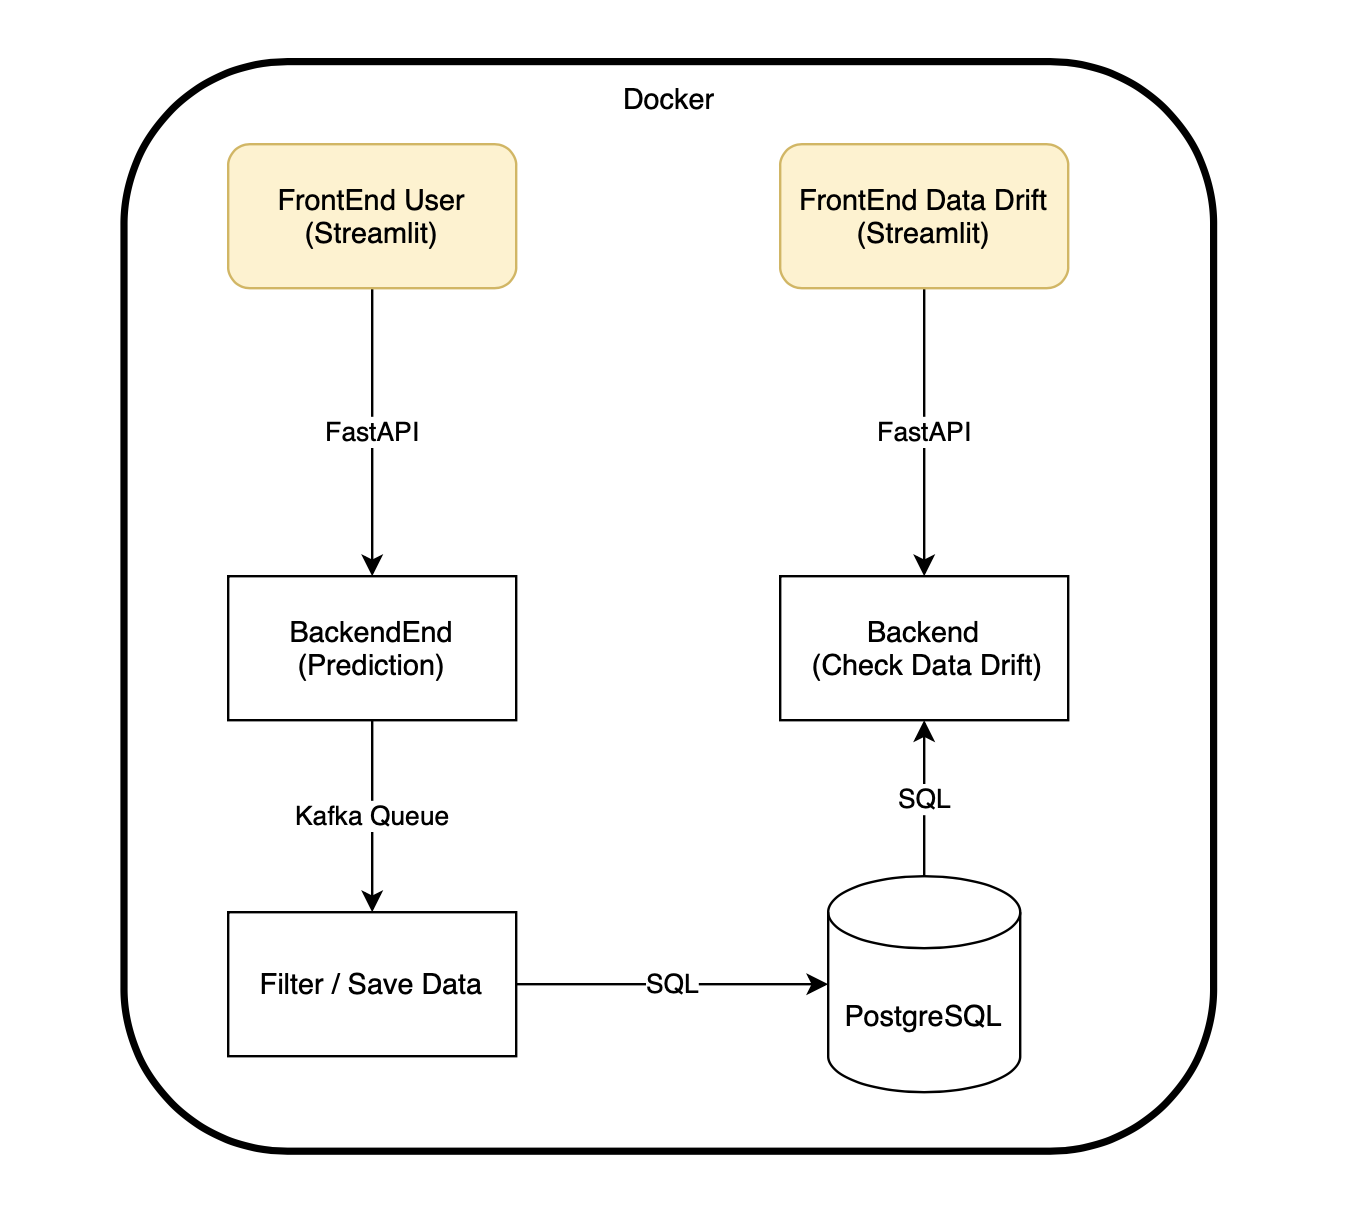 Docker
FrontEnd User
(Streamlit)
FrontEnd Data Drift
(Streamlit)
FastAPI
FastAPI
BackendEnd
(Prediction)
Backend
(Check Data Drift)
Kafka Queue
SQL
Filter / Save Data
SQL
PostgreSQL